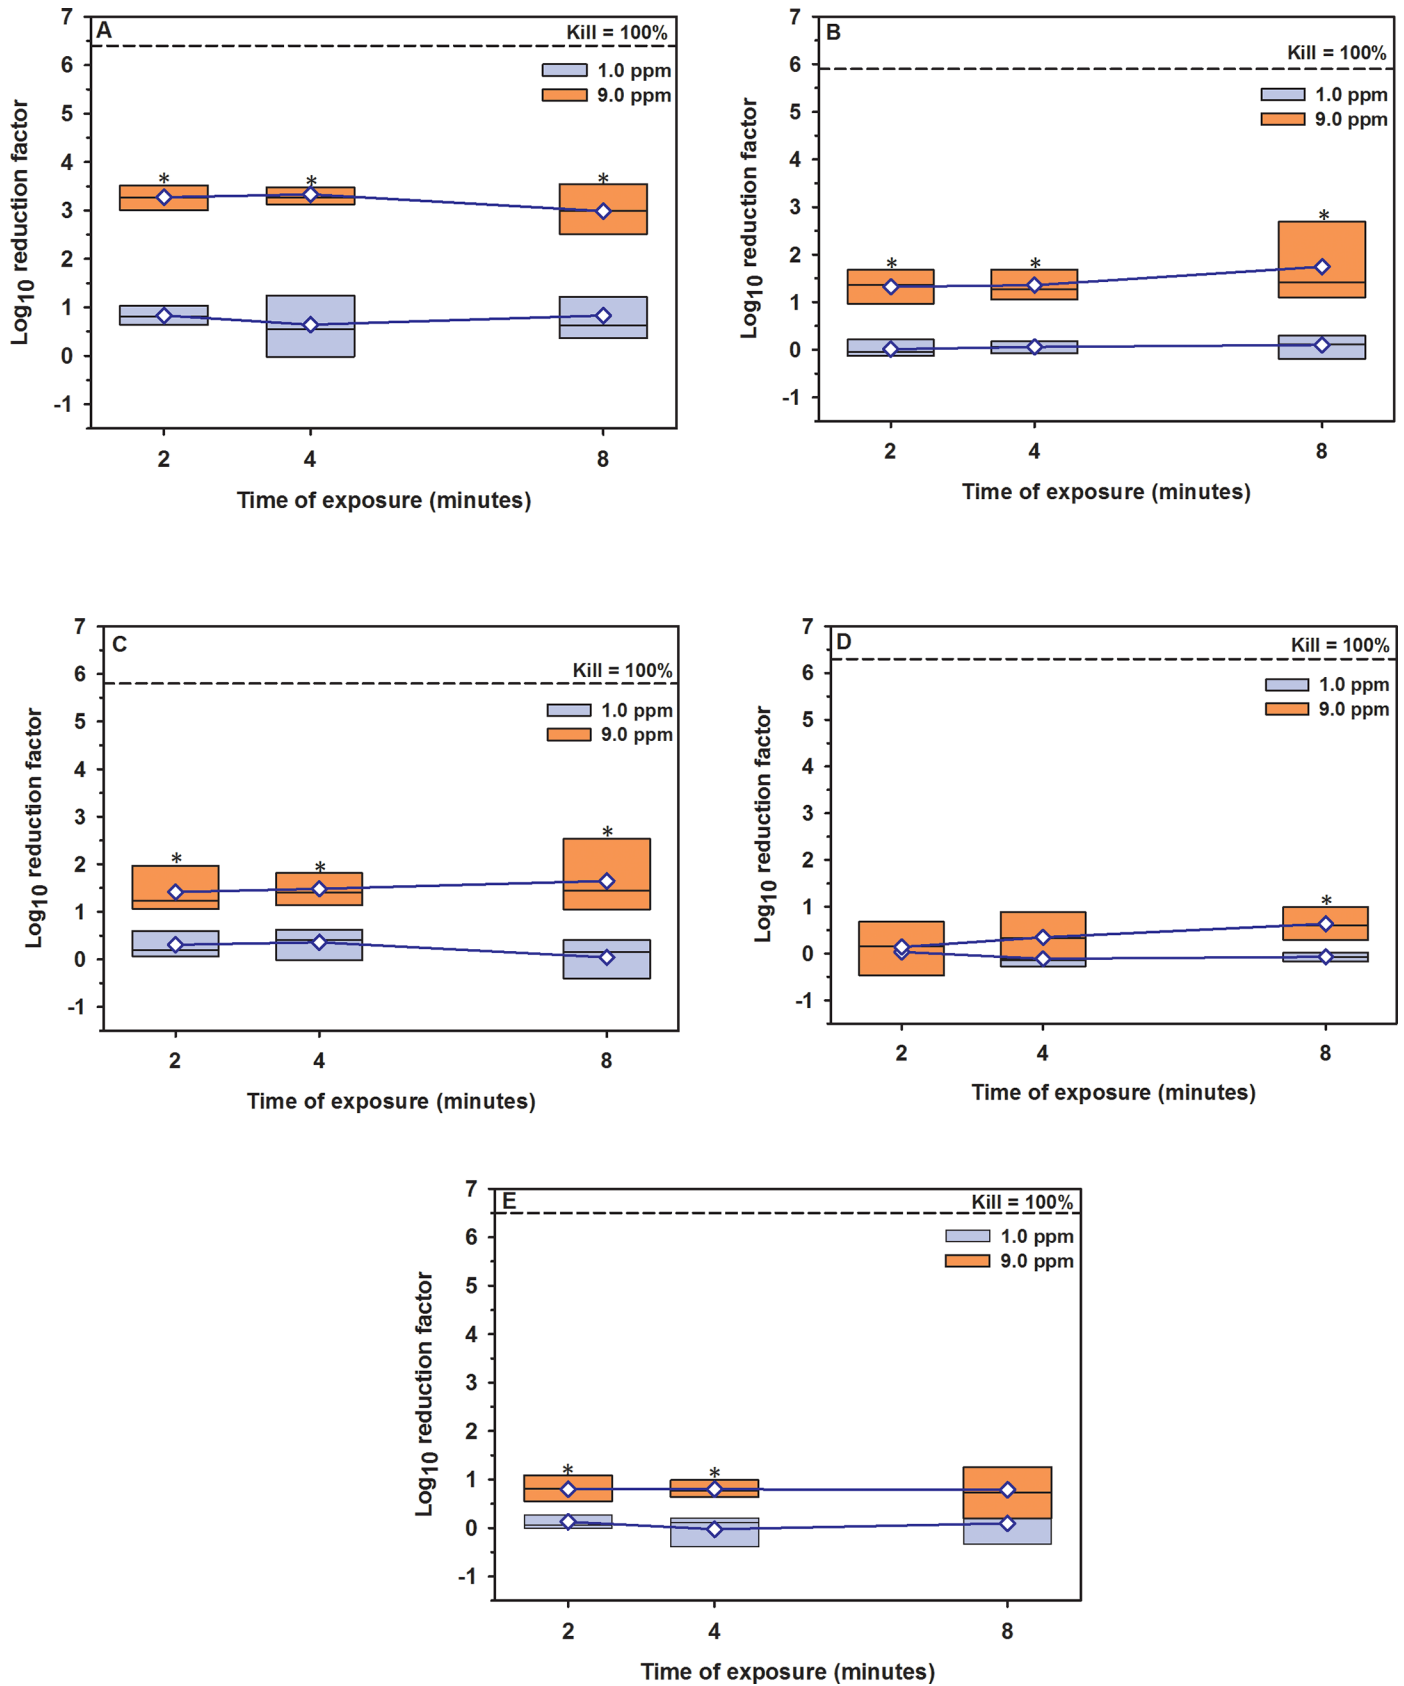 A
Kill = 100%
1.0 ppm
9.0 ppm
*
*
*
7
6
5
4
3
2
1
0
-1
Log10 reduction factor
2
4
8
Time of exposure (minutes)
B
Kill = 100%
1.0 ppm
9.0 ppm
*
*
*
7
6
5
4
3
2
1
0
-1
Log10 reduction factor
2
4
8
Time of exposure (minutes)
C
Kill = 100%
1.0 ppm
9.0 ppm
*
*
*
7
6
5
4
3
2
1
0
-1
Log10 reduction factor
2
4
8
Time of exposure (minutes)
D
Kill = 100%
1.0 ppm
9.0 ppm
*
7
6
5
4
3
2
1
0
-1
Log10 reduction factor
2
4
8
Time of exposure (minutes)
E
Kill = 100%
1.0 ppm
9.0 ppm
*
*
7
6
5
4
3
2
1
0
-1
Log10 reduction factor
2
4
8
Time of exposure (minutes)